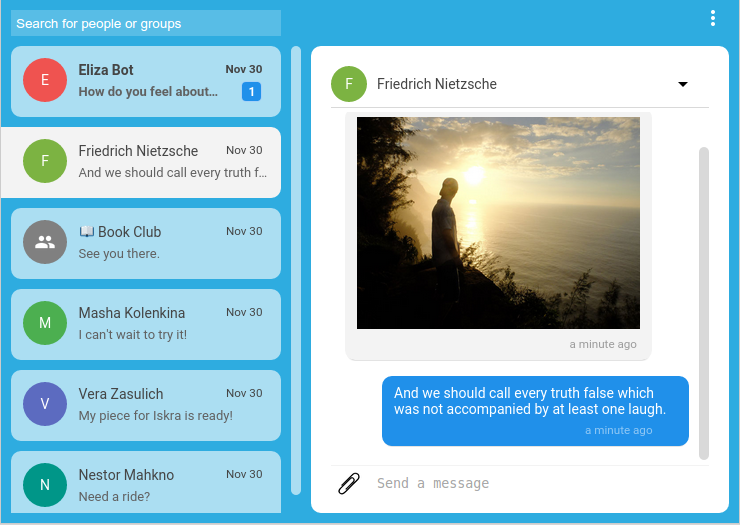 Search for people or groups
E
Eliza Bot
Nov 30
How do you feel about...
1
F
Friedrich Nietzsche
Nov 30
And we should call every truth f...
Book Club
Nov 30
See you there.
M
Masha Kolenkina
Nov 30
I can't wait to try it!
V
Vera Zasulich
Nov 30
My piece for Iskra is ready!
N
Nestor Mahkno
Nov 30
Need a ride?
F
Friedrich Nietzsche
a minute ago
And we should call every truth false which
was not accompanied by at least one laugh.
a minute ago
Send a message